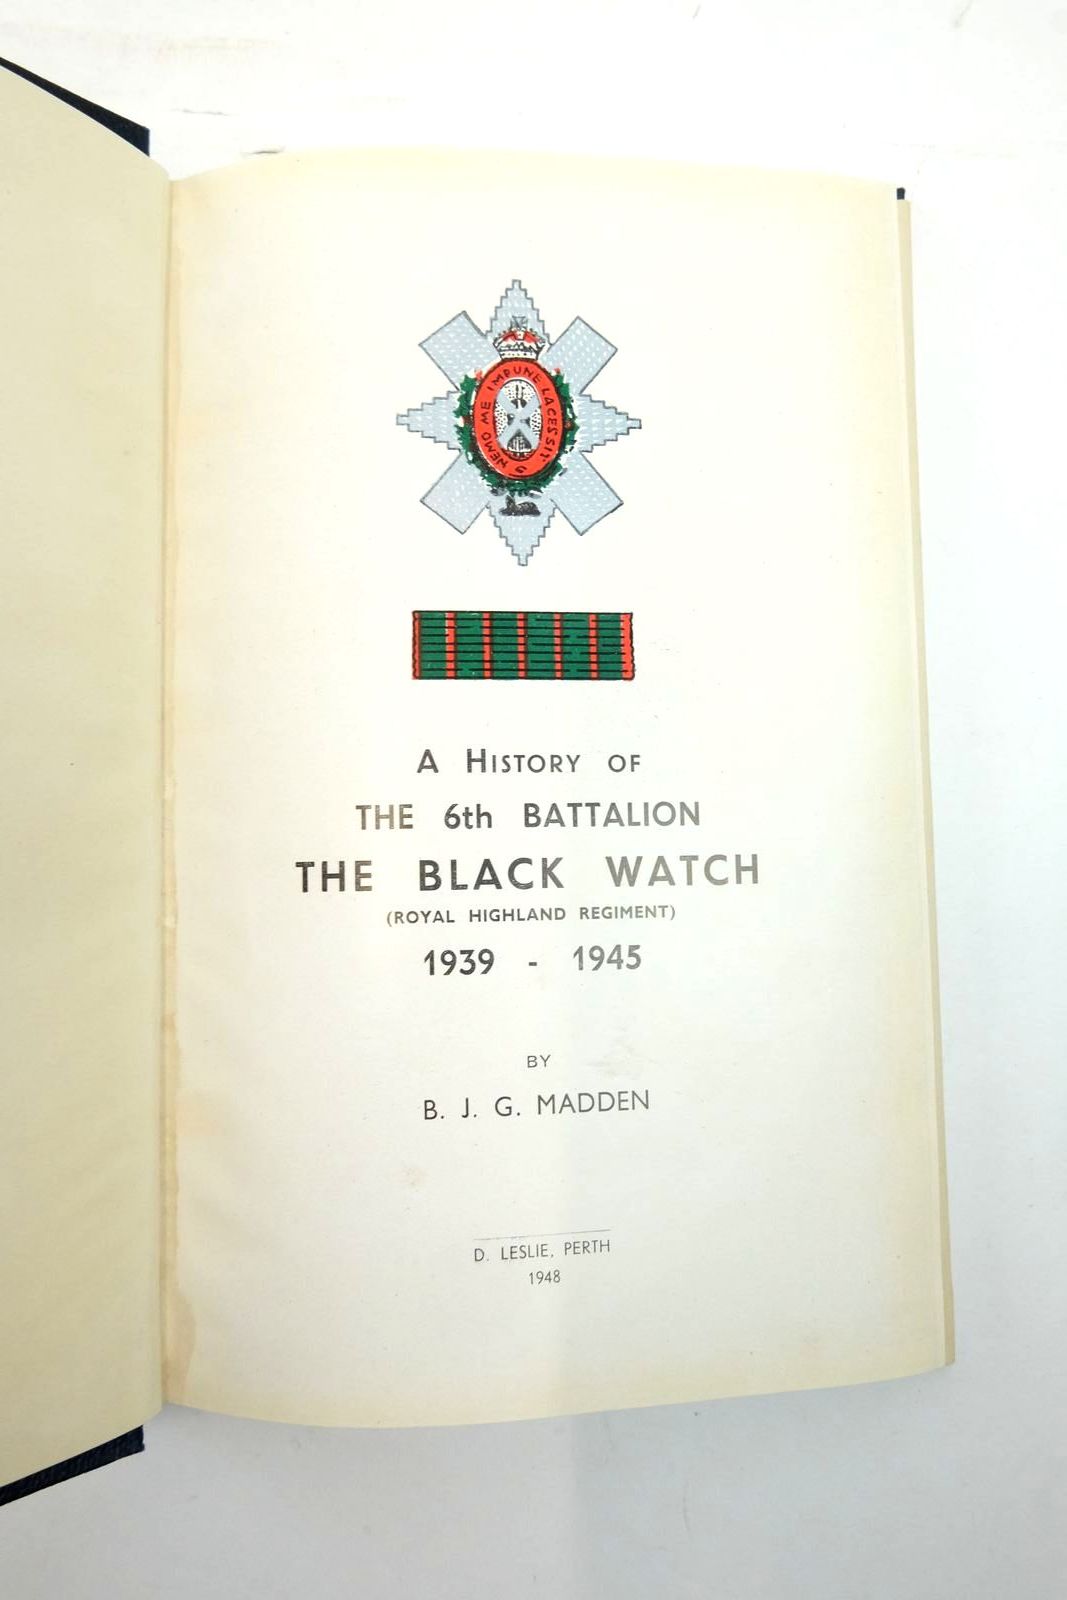 NEMO ME IMPUNE LACESSIT
A HISTORY OF
THE 6th BATTALION
THE BLACK WATCH
(ROYAL HIGHLAND REGIMENT)
1939 - 1945
BY
B. J. G. MADDEN
D. LESLIE, PERTH
1948